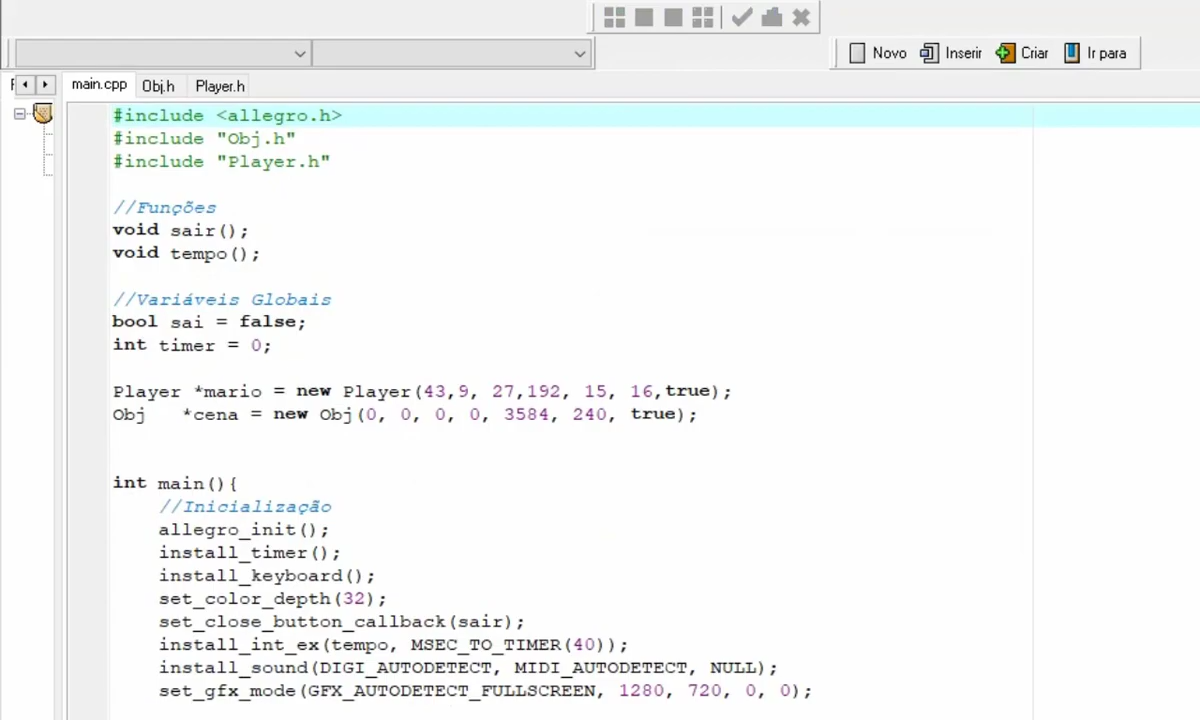 Novo Inserir Criar Ir para
main.cpp Obj.h Player.h
#include <allegro.h>
#include "Obj.h"
#include "Player.h"
//Funções
void sair();
void tempo();
//Variáveis Globais
bool sai = false;
int timer = 0;
Player *mario = new Player(43,9, 27,192, 15, 16,true);
Obj   *cena = new Obj(0, 0, 0, 0, 3584, 240, true);
int main(){
//Inicialização
allegro_init();
install_timer();
install_keyboard();
set_color_depth(32);
set_close_button_callback(sair);
install_int_ex(tempo, MSEC_TO_TIMER(40));
install_sound(DIGI_AUTODETECT, MIDI_AUTODETECT, NULL);
set_gfx_mode(GFX_AUTODETECT_FULLSCREEN, 1280, 720, 0, 0);